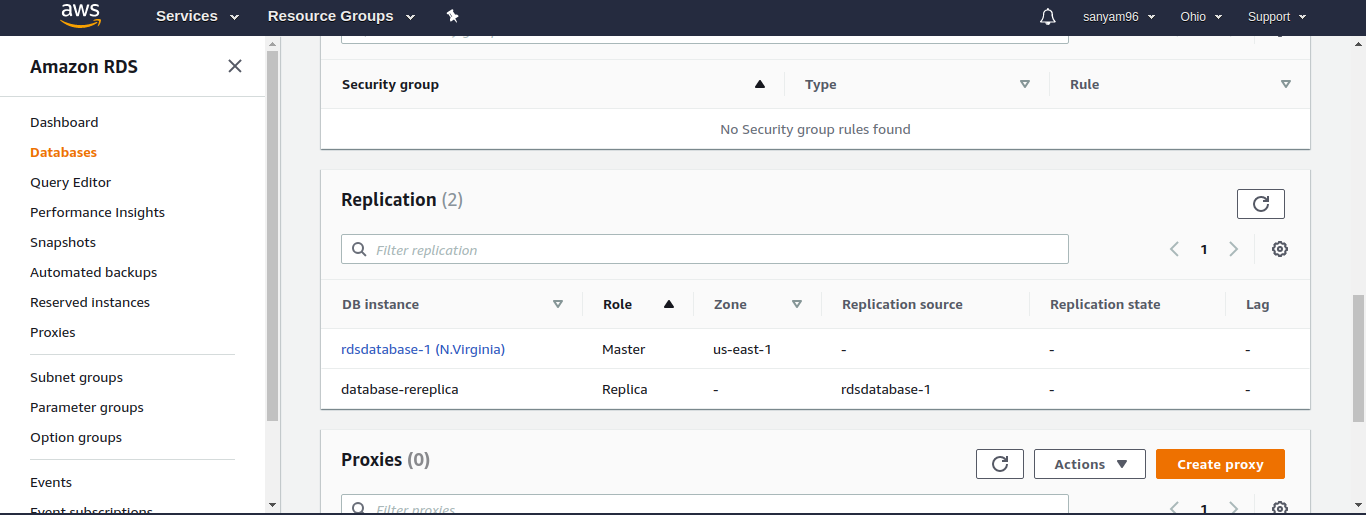 aws Services Resource Groups sanyam96 Ohio Support
Amazon RDS
Dashboard
Databases
Query Editor
Performance Insights
Snapshots
Automated backups
Reserved instances
Proxies
Subnet groups
Parameter groups
Option groups
Events
Event subscriptions
Security group Type Rule
No Security group rules found
Replication (2)
Filter replication 1
DB instance Role Zone Replication source Replication state Lag
rdsdatabase-1 (N.Virginia) Master us-east-1 - - -
database-rereplica Replica - rdsdatabase-1 - -
Proxies (0) Actions Create proxy
Filter proxies 1